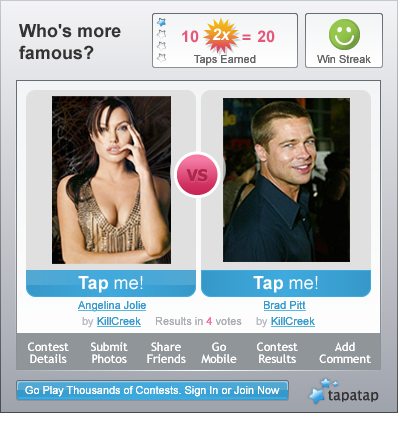 Who's more
famous?
10 2x = 20
Taps Earned
Win Streak
VS
Tap me!
Tap me!
Angelina Jolie
Brad Pitt
by KillCreek
Results in 4 votes
by KillCreek
Contest
Details
Submit
Photos
Share
Friends
Go
Mobile
Contest
Results
Add
Comment
Go Play Thousands of Contests. Sign In or Join Now
tapatap